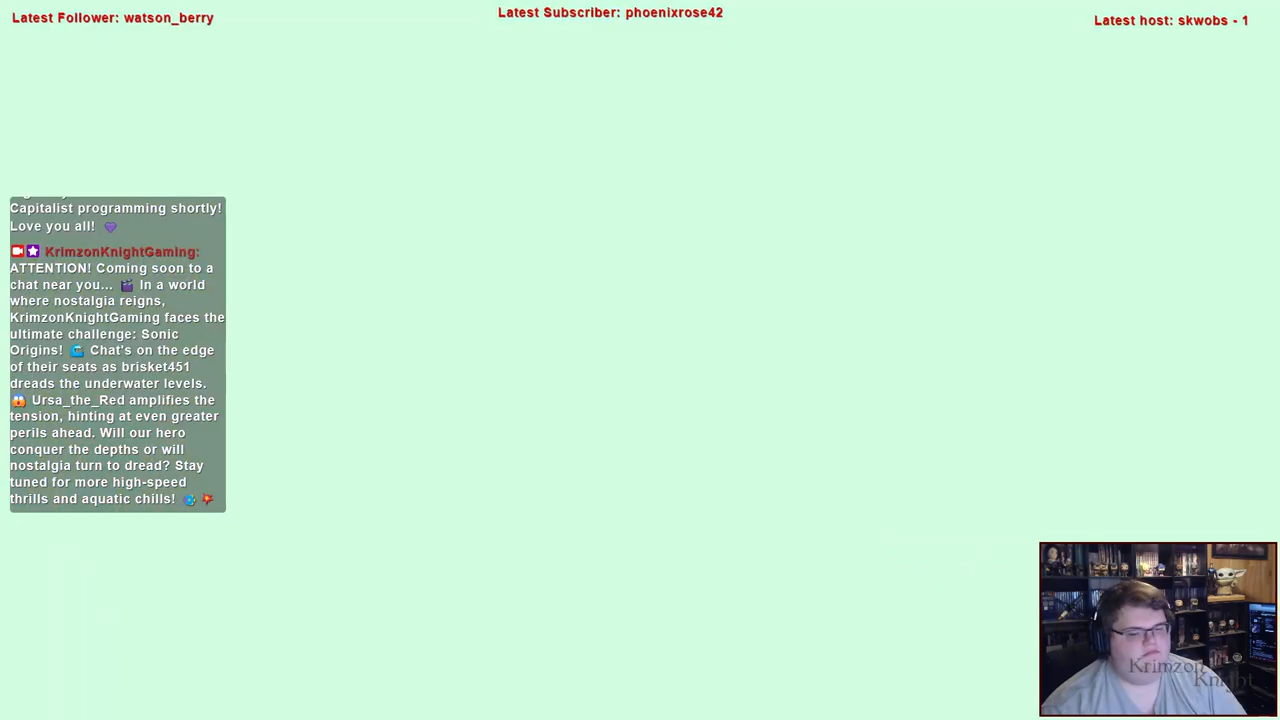 Latest Follower: watson_berry
Latest Subscriber: phoenixrose42
Latest host: skwobs - 1
Capitalist programming shortly!
Love you all! 💜
KrimzonKnightGaming:
ATTENTION! Coming soon to a
chat near you... 🎬 In a world
where nostalgia reigns,
KrimzonKnightGaming faces the
ultimate challenge: Sonic
Origins! 🌊 Chat's on the edge
of their seats as brisket451
dreads the underwater levels.
😱 Ursa_the_Red amplifies the
tension, hinting at even greater
perils ahead. Will our hero
conquer the depths or will
nostalgia turn to dread? Stay
tuned for more high-speed
thrills and aquatic chills!
Krimzon
Knight